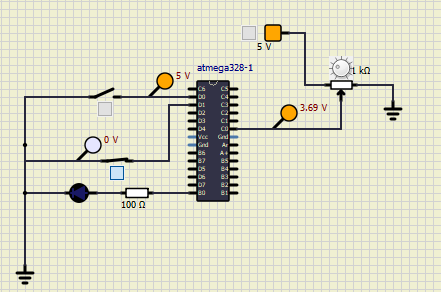 5 V
1 kΩ
atmega328-1
5 V
3.69 V
0 V
C6 C5
D0 C4
D1 C3
D2 C2
D3 C1
D4 C0
Vcc Grd
Gnd Ar
B6 AV
B7 B5
D5 B4
D6 B3
D7 B2
B0 B1
100 Ω